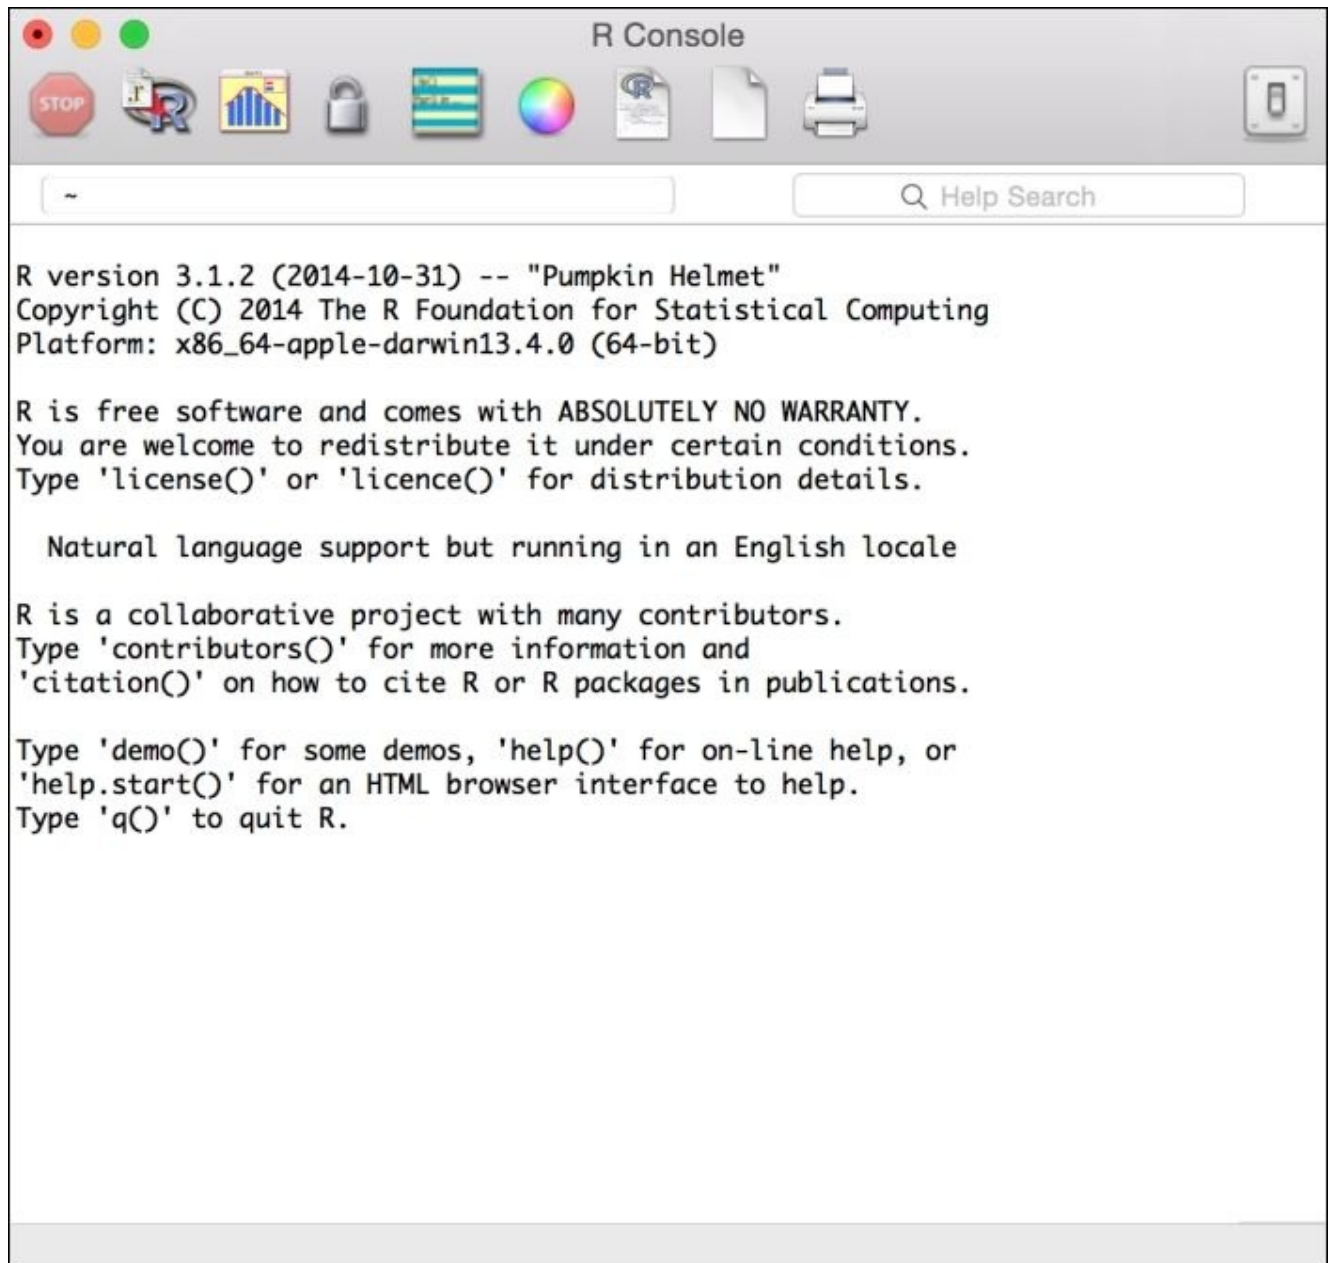 R Console
STOP
~
Help Search
R version 3.1.2 (2014-10-31) -- "Pumpkin Helmet"
Copyright (C) 2014 The R Foundation for Statistical Computing
Platform: x86_64-apple-darwin13.4.0 (64-bit)
R is free software and comes with ABSOLUTELY NO WARRANTY.
You are welcome to redistribute it under certain conditions.
Type 'license()' or 'licence()' for distribution details.
Natural language support but running in an English locale
R is a collaborative project with many contributors.
Type 'contributors()' for more information and
'citation()' on how to cite R or R packages in publications.
Type 'demo()' for some demos, 'help()' for on-line help, or
'help.start()' for an HTML browser interface to help.
Type 'q()' to quit R.